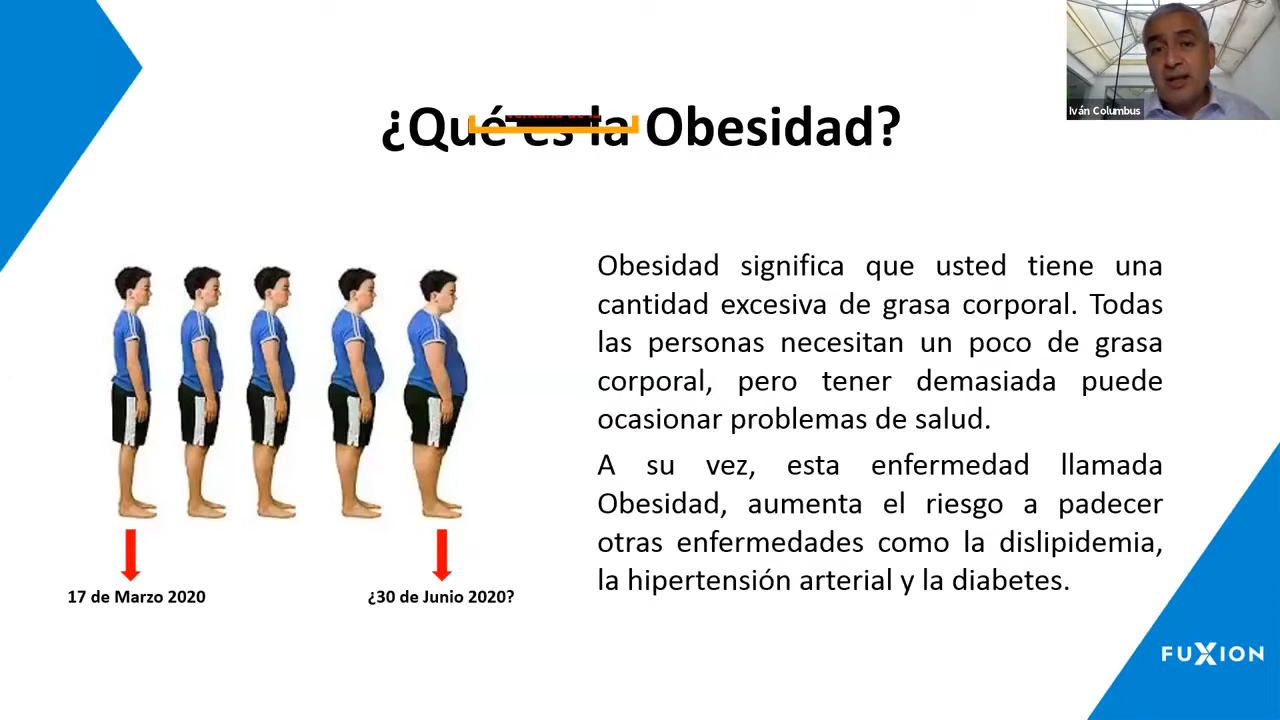 Iván Columbus
¿Qué es la Obesidad?
Obesidad significa que usted tiene una
cantidad excesiva de grasa corporal. Todas
las personas necesitan un poco de grasa
corporal, pero tener demasiada puede
ocasionar problemas de salud.
A su vez, esta enfermedad llamada
Obesidad, aumenta el riesgo a padecer
otras enfermedades como la dislipidemia,
la hipertensión arterial y la diabetes.
17 de Marzo 2020
¿30 de Junio 2020?
FUXION